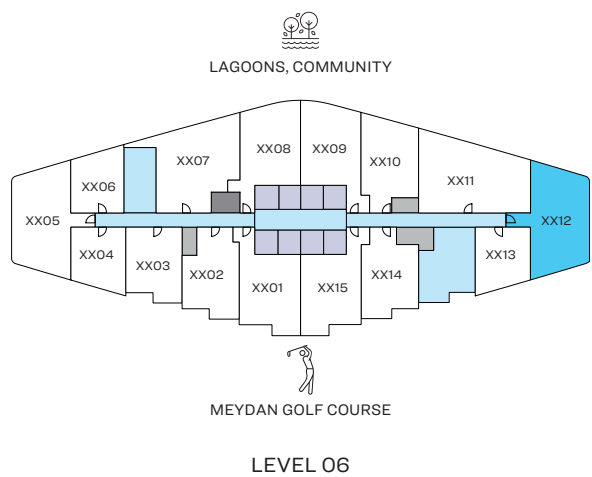 LAGOONS, COMMUNITY
XX08 XX09
XX07 XX10
XX06 XX11
XX05 XX12
XX04 XX03 XX02 XX01 XX15 XX14 XX13
MEYDAN GOLF COURSE
LEVEL 06